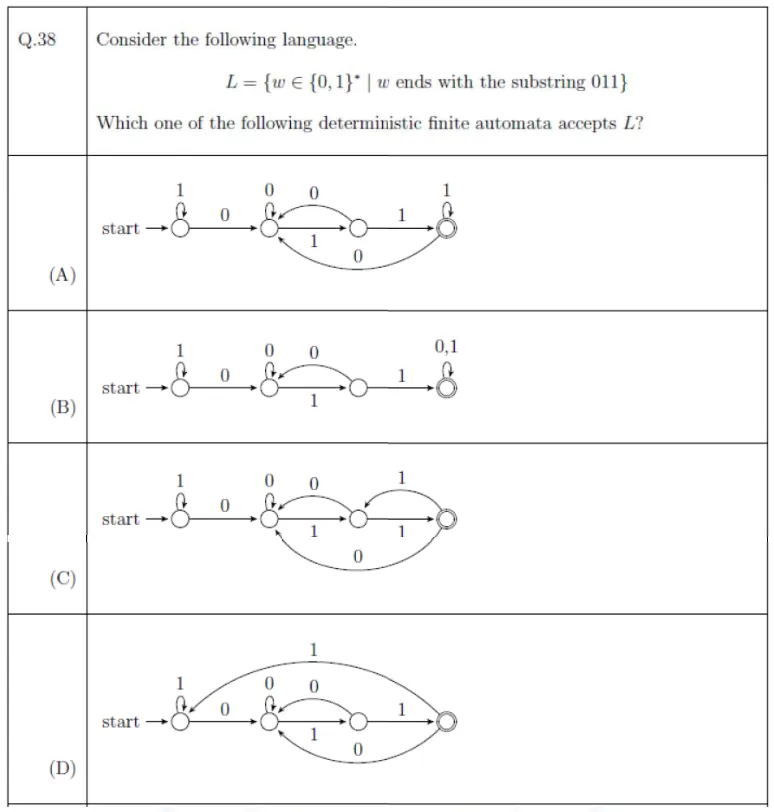 Q.38 Consider the following language.
L = {w ∈ {0, 1}* | w ends with the substring 011}
Which one of the following deterministic finite automata accepts L?
1 0 0 1
start 0 1 1
0
(A)
1 0 0 0,1
start 0 1 1
(B)
1 0 0 1
start 0 1 1
0
(C)
1
1 0 0
start 0 1 1
0
(D)